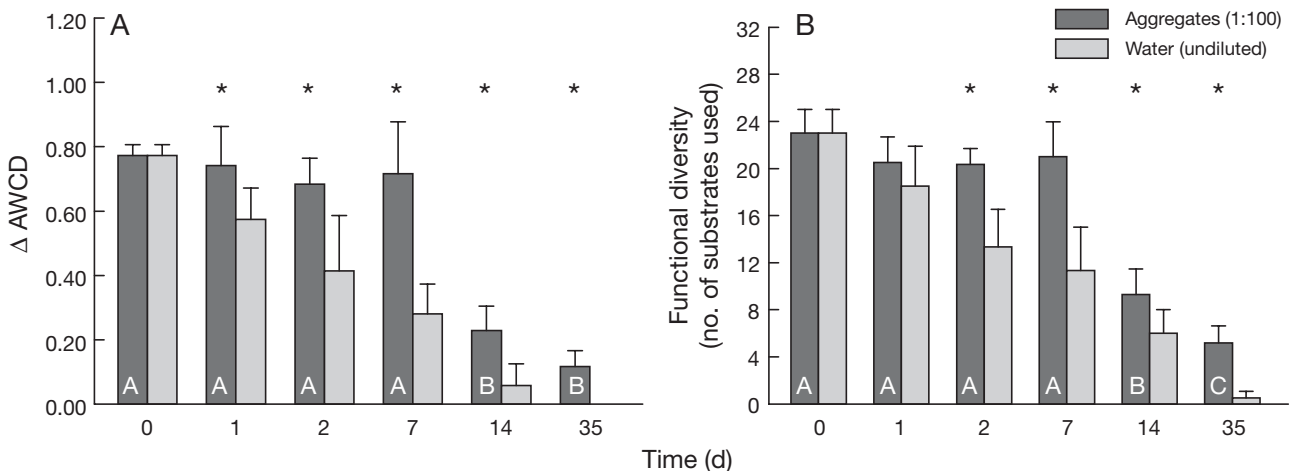 A
Δ AWCD
1.20
1.00
0.80
0.60
0.40
0.20
0.00
* * * * *
A A A A B B
0 1 2 7 14 35
B
Aggregates (1:100)
Water (undiluted)
Functional diversity
(no. of substrates used)
32
28
24
20
16
12
8
4
0
* * * *
A A A A B C
0 1 2 7 14 35
Time (d)